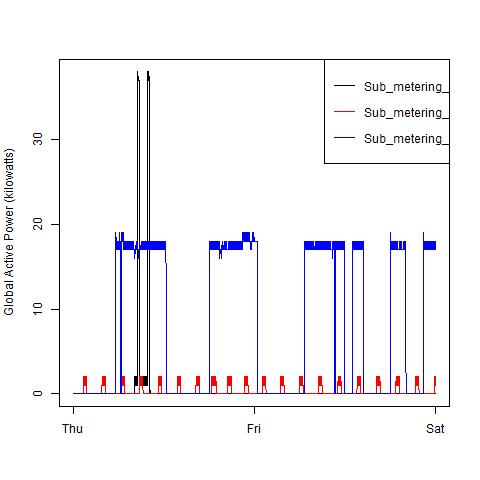 Global Active Power (kilowatts)
30
20
10
0
Thu
Fri
Sat
Sub_metering_
Sub_metering_
Sub_metering_